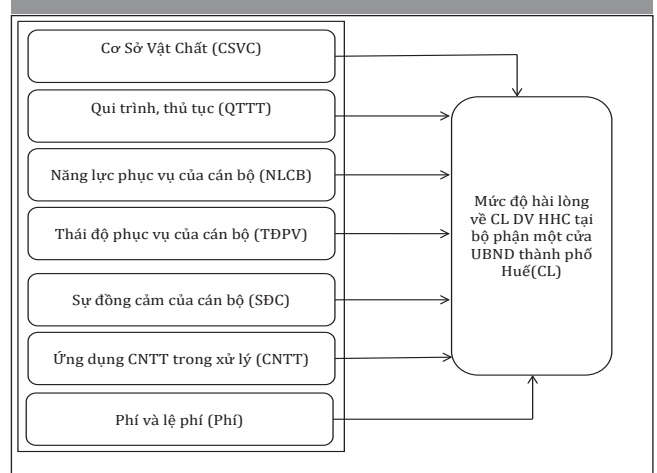 Cơ Sở Vật Chất (CSVC)
Qui trình, thủ tục (QTTT)
Năng lực phục vụ của cán bộ (NLCB)
Thái độ phục vụ của cán bộ (TĐPV)
Sự đồng cảm của cán bộ (SĐC)
Ứng dụng CNTT trong xử lý (CNTT)
Phí và lệ phí (Phí)
Mức độ hài lòng
về CL DV HHC tại
bộ phận một cửa
UBND thành phố
Huế(CL)